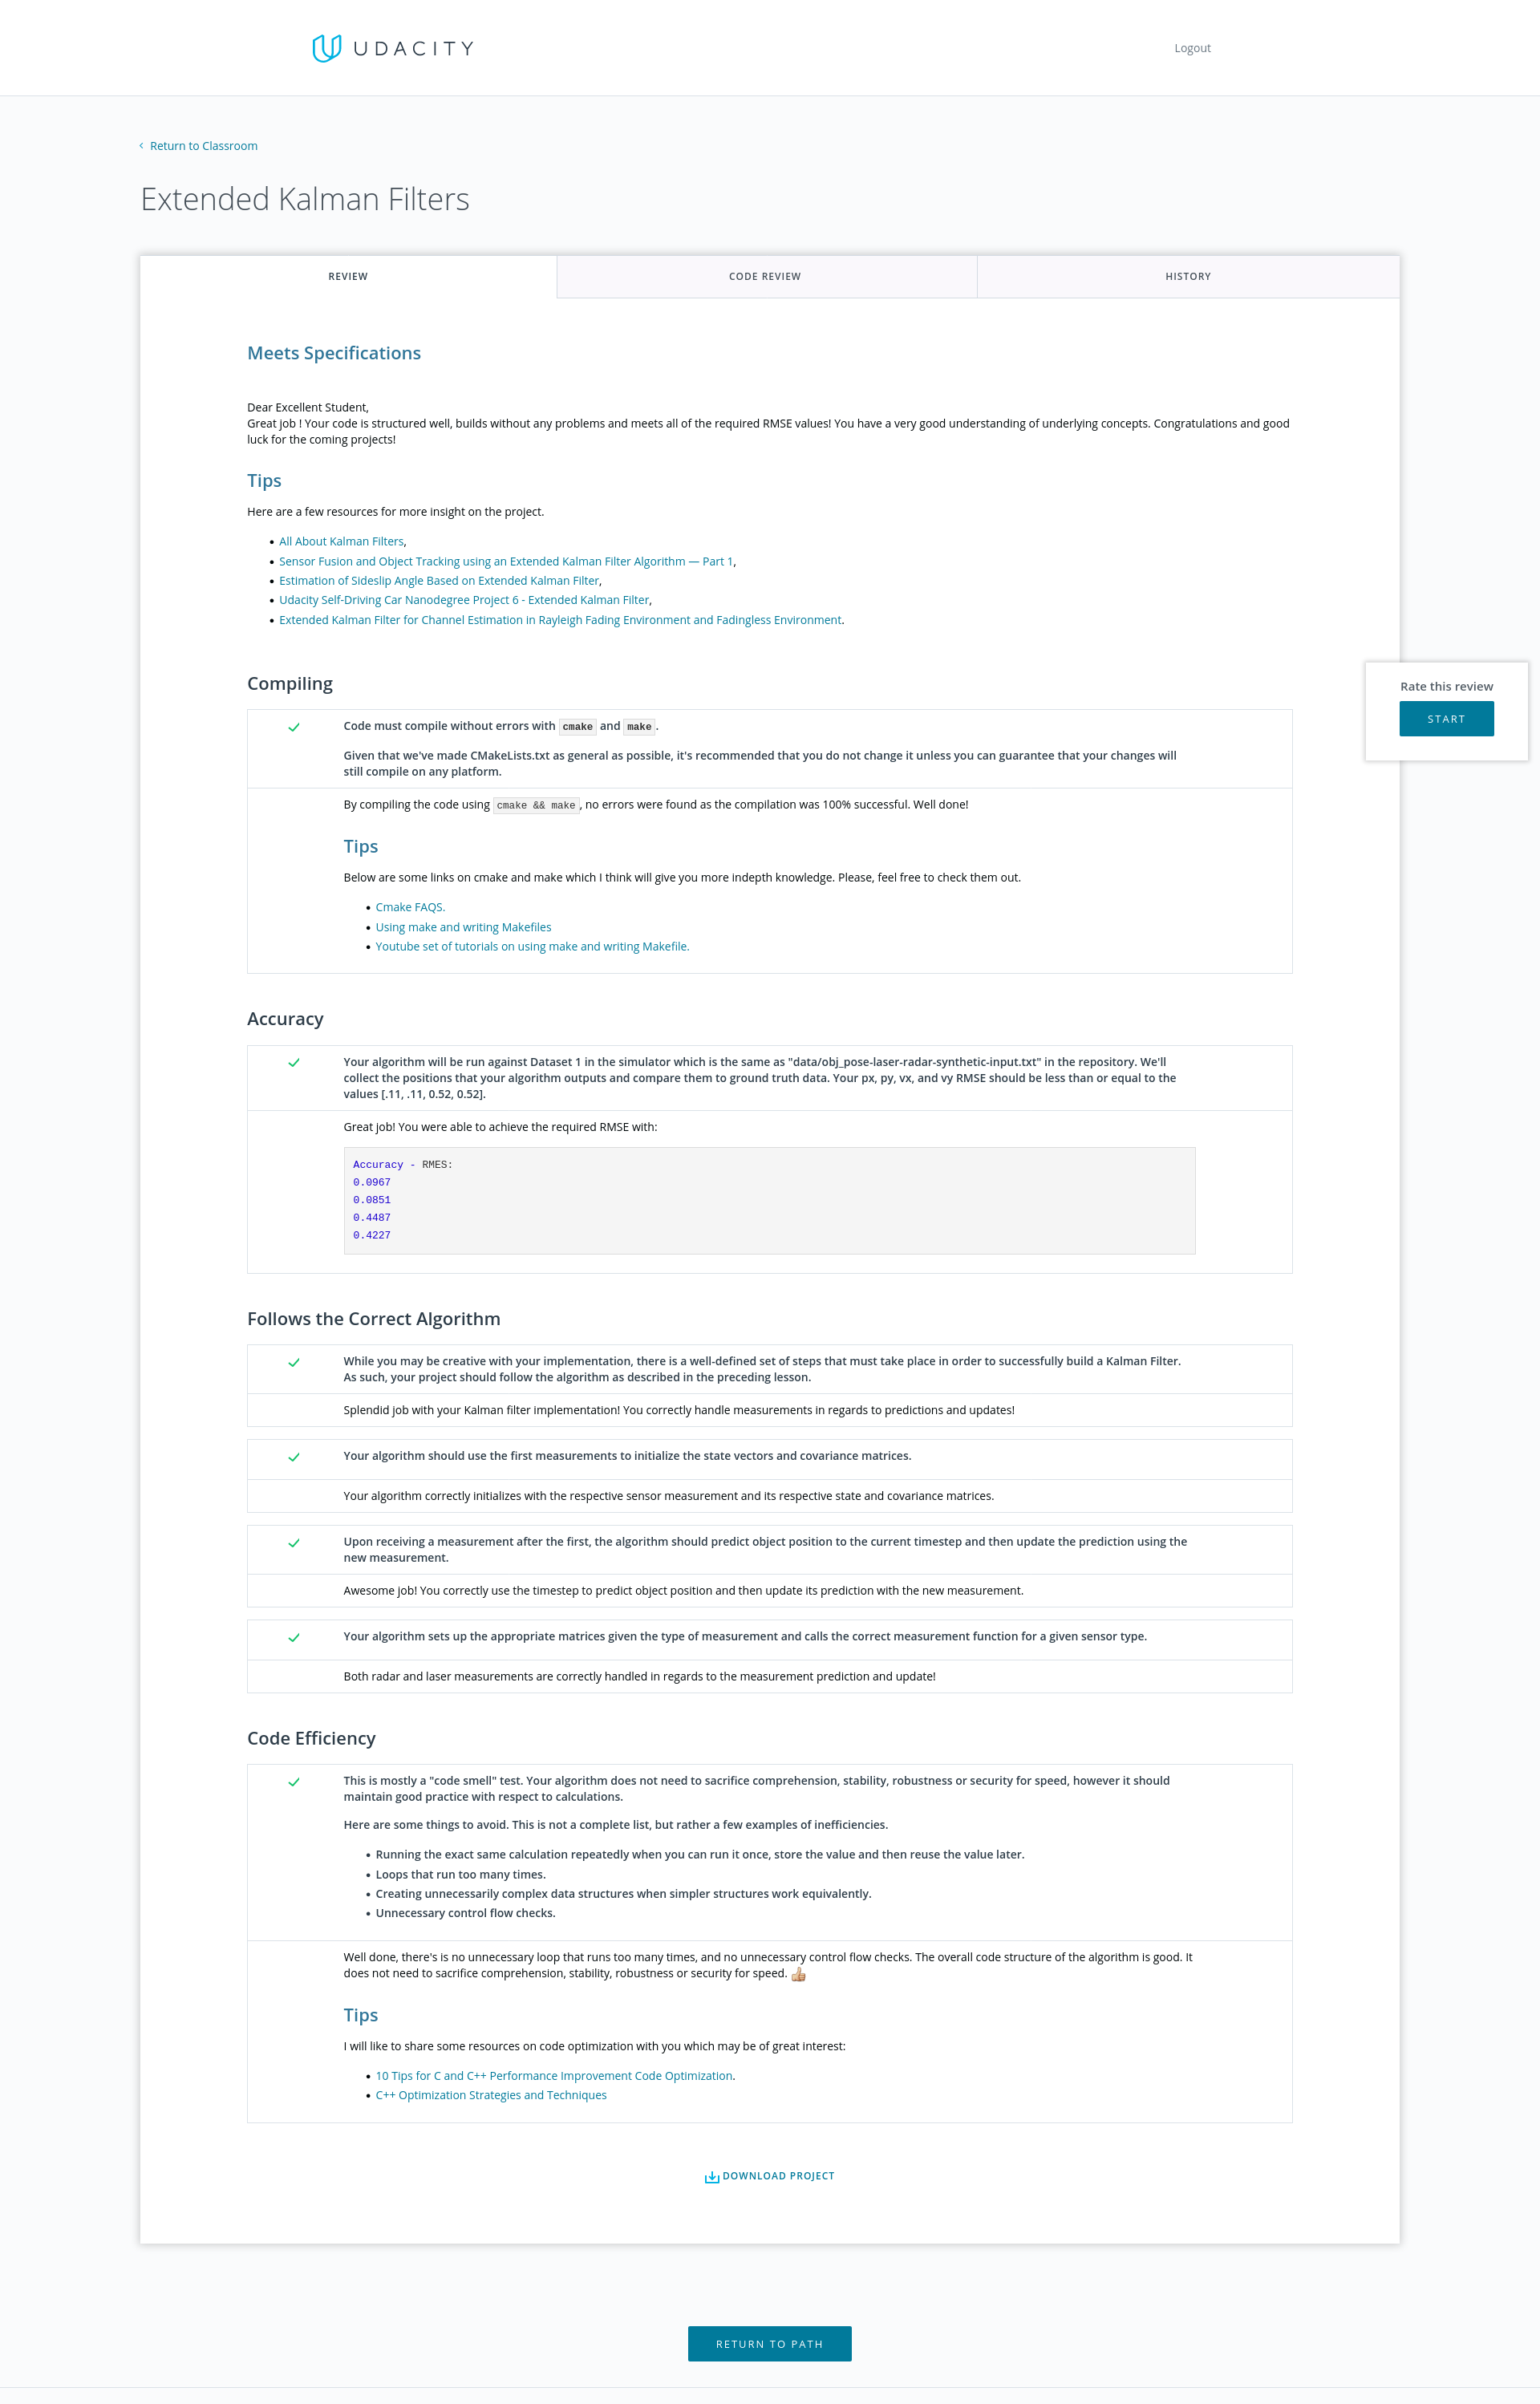 UDACITY
Logout
Return to Classroom
Extended Kalman Filters
REVIEW
CODE REVIEW
HISTORY
Meets Specifications
Dear Excellent Student,
Great job ! Your code is structured well, builds without any problems and meets all of the required RMSE values! You have a very good understanding of underlying concepts. Congratulations and good
luck for the coming projects!
Tips
Here are a few resources for more insight on the project.
All About Kalman Filters,
Sensor Fusion and Object Tracking using an Extended Kalman Filter Algorithm — Part 1,
Estimation of Sideslip Angle Based on Extended Kalman Filter,
Udacity Self-Driving Car Nanodegree Project 6 - Extended Kalman Filter,
Extended Kalman Filter for Channel Estimation in Rayleigh Fading Environment and Fadingless Environment.
Rate this review
START
Compiling
Code must compile without errors with cmake and make.
Given that we've made CMakeLists.txt as general as possible, it's recommended that you do not change it unless you can guarantee that your changes will
still compile on any platform.
By compiling the code using cmake && make, no errors were found as the compilation was 100% successful. Well done!
Tips
Below are some links on cmake and make which I think will give you more indepth knowledge. Please, feel free to check them out.
Cmake FAQS.
Using make and writing Makefiles
Youtube set of tutorials on using make and writing Makefile.
Accuracy
Your algorithm will be run against Dataset 1 in the simulator which is the same as "data/obj_pose-laser-radar-synthetic-input.txt" in the repository. We'll
collect the positions that your algorithm outputs and compare them to ground truth data. Your px, py, vx, and vy RMSE should be less than or equal to the
values [.11, .11, 0.52, 0.52].
Great job! You were able to achieve the required RMSE with:
Accuracy - RMES:
0.0967
0.0851
0.4487
0.4227
Follows the Correct Algorithm
While you may be creative with your implementation, there is a well-defined set of steps that must take place in order to successfully build a Kalman Filter.
As such, your project should follow the algorithm as described in the preceding lesson.
Splendid job with your Kalman filter implementation! You correctly handle measurements in regards to predictions and updates!
Your algorithm should use the first measurements to initialize the state vectors and covariance matrices.
Your algorithm correctly initializes with the respective sensor measurement and its respective state and covariance matrices.
Upon receiving a measurement after the first, the algorithm should predict object position to the current timestep and then update the prediction using the
new measurement.
Awesome job! You correctly use the timestep to predict object position and then update its prediction with the new measurement.
Your algorithm sets up the appropriate matrices given the type of measurement and calls the correct measurement function for a given sensor type.
Both radar and laser measurements are correctly handled in regards to the measurement prediction and update!
Code Efficiency
This is mostly a "code smell" test. Your algorithm does not need to sacrifice comprehension, stability, robustness or security for speed, however it should
maintain good practice with respect to calculations.
Here are some things to avoid. This is not a complete list, but rather a few examples of inefficiencies.
Running the exact same calculation repeatedly when you can run it once, store the value and then reuse the value later.
Loops that run too many times.
Creating unnecessarily complex data structures when simpler structures work equivalently.
Unnecessary control flow checks.
Well done, there's is no unnecessary loop that runs too many times, and no unnecessary control flow checks. The overall code structure of the algorithm is good. It
does not need to sacrifice comprehension, stability, robustness or security for speed.
Tips
I will like to share some resources on code optimization with you which may be of great interest:
10 Tips for C and C++ Performance Improvement Code Optimization.
C++ Optimization Strategies and Techniques
DOWNLOAD PROJECT
RETURN TO PATH